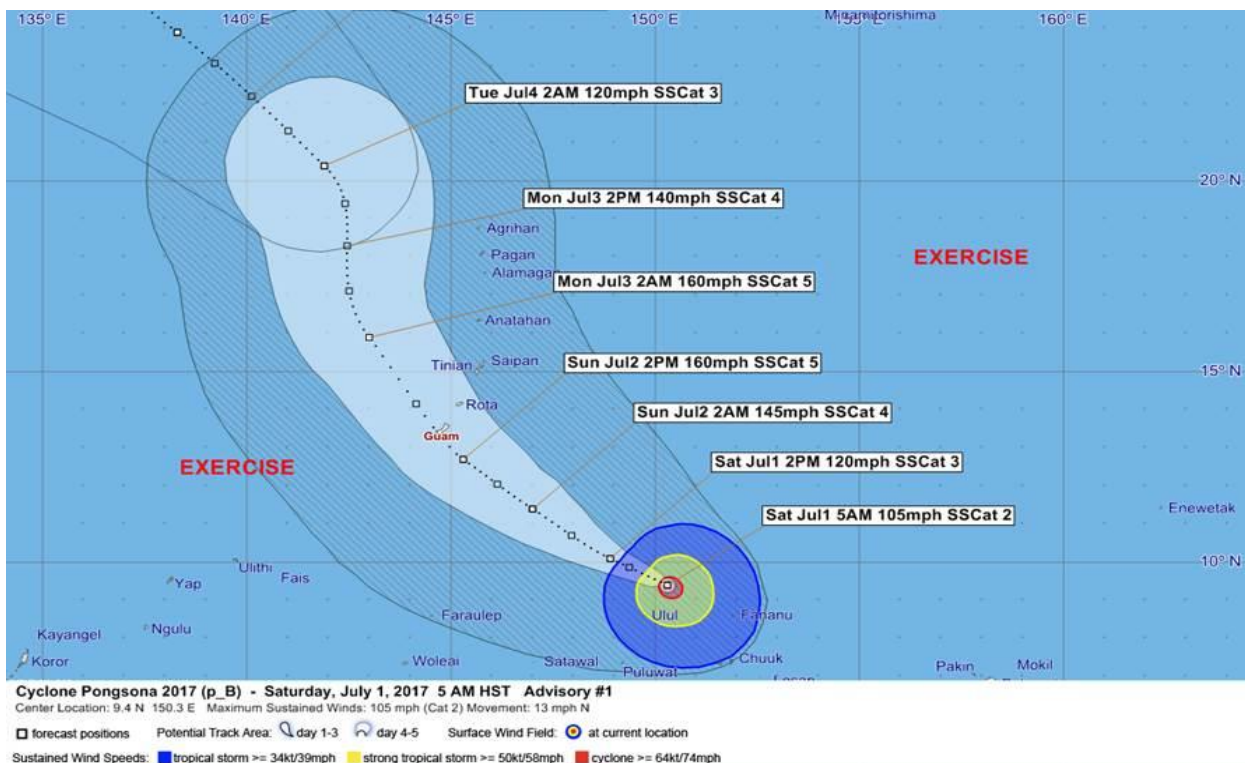 135° E 140° E 145° E 150° E 155° E 160° E
Minamitorishima
Tue Jul4 2AM 120mph SSCat 3
20° N
Mon Jul3 2PM 140mph SSCat 4
Agrihan
EXERCISE
Pagan
Alamaga
Mon Jul3 2AM 160mph SSCat 5
Anatahan
Saipan
Tinian
Sun Jul2 2PM 160mph SSCat 5
15° N
Rota
Sun Jul2 2AM 145mph SSCat 4
Guam
EXERCISE
Sat Jul1 2PM 120mph SSCat 3
Enewetak
Sat Jul1 5AM 105mph SSCat 2
10° N
Ulithi
Fais
Yap
Faraulep
Ulul
Fananu
Ngulu
Kayangel
Koror
Woleai
Satawal
Puluwat
Chuuk
Pakin
Mokil
Cyclone Pongsona 2017 (p_B) - Saturday, July 1, 2017 5 AM HST Advisory #1
Center Location: 9.4 N 150.3 E Maximum Sustained Winds: 105 mph (Cat 2) Movement: 13 mph N
forecast positions Potential Track Area: day 1-3 day 4-5 Surface Wind Field: at current location
Sustained Wind Speeds: tropical storm >= 34kt/39mph strong tropical storm >= 50kt/58mph cyclone >= 64kt/74mph